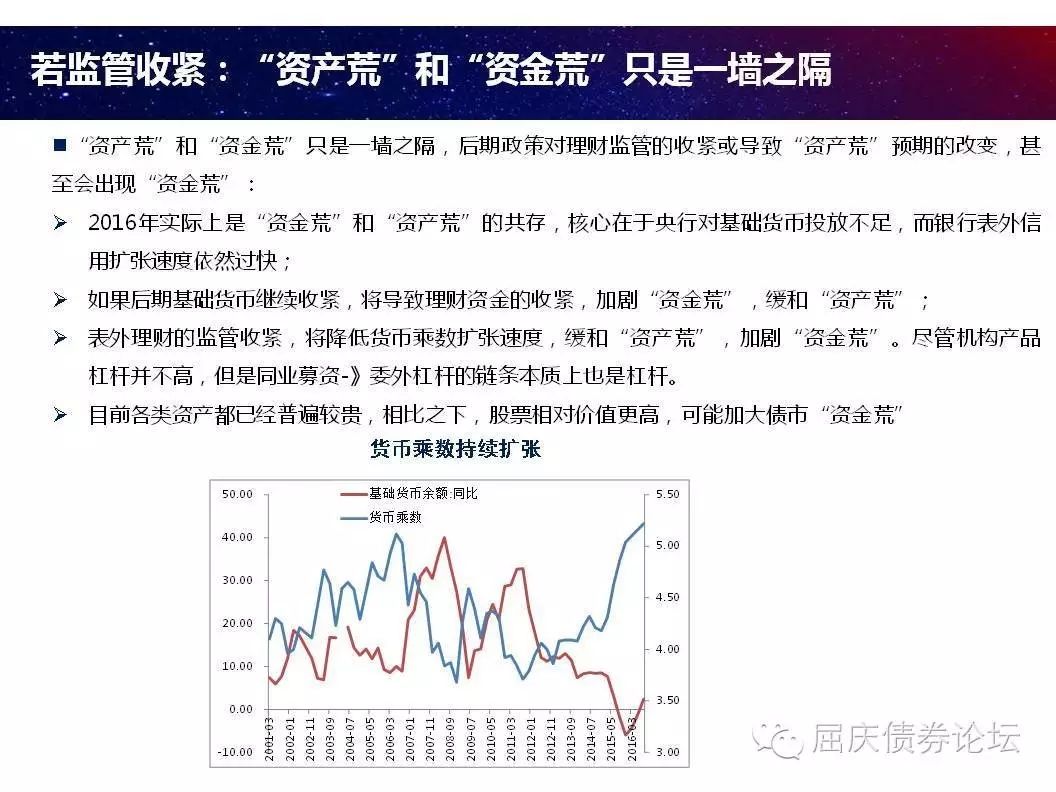 若监管收紧：“资产荒”和“资金荒”只是一墙之隔
■“资产荒”和“资金荒”只是一墙之隔，后期政策对理财监管的收紧或导致“资产荒”预期的改变，甚
至会出现“资金荒”：
➢ 2016年实际上是“资金荒”和“资产荒”的共存，核心在于央行对基础货币投放不足，而银行表外信
用扩张速度依然过快；
➢ 如果后期基础货币继续收紧，将导致理财资金的收紧，加剧“资金荒”，缓和“资产荒”；
➢ 表外理财的监管收紧，将降低货币乘数扩张速度，缓和“资产荒”，加剧“资金荒”。尽管机构产品
杠杆并不高，但是同业募资-》委外杠杆的链条本质上也是杠杆。
➢ 目前各类资产都已经普遍较贵，相比之下，股票相对价值更高，可能加大债市“资金荒”
货币乘数持续扩张
基础货币余额:同比
货币乘数
50.00
40.00
30.00
20.00
10.00
0.00
-10.00
5.50
5.00
4.50
4.00
3.50
3.00
2001-03
2002-01
2002-11
2003-09
2004-07
2005-05
2006-03
2007-01
2007-11
2008-09
2009-07
2010-05
2011-03
2012-01
2012-11
2013-09
2014-07
2015-05
2016-03
屈庆债券论坛